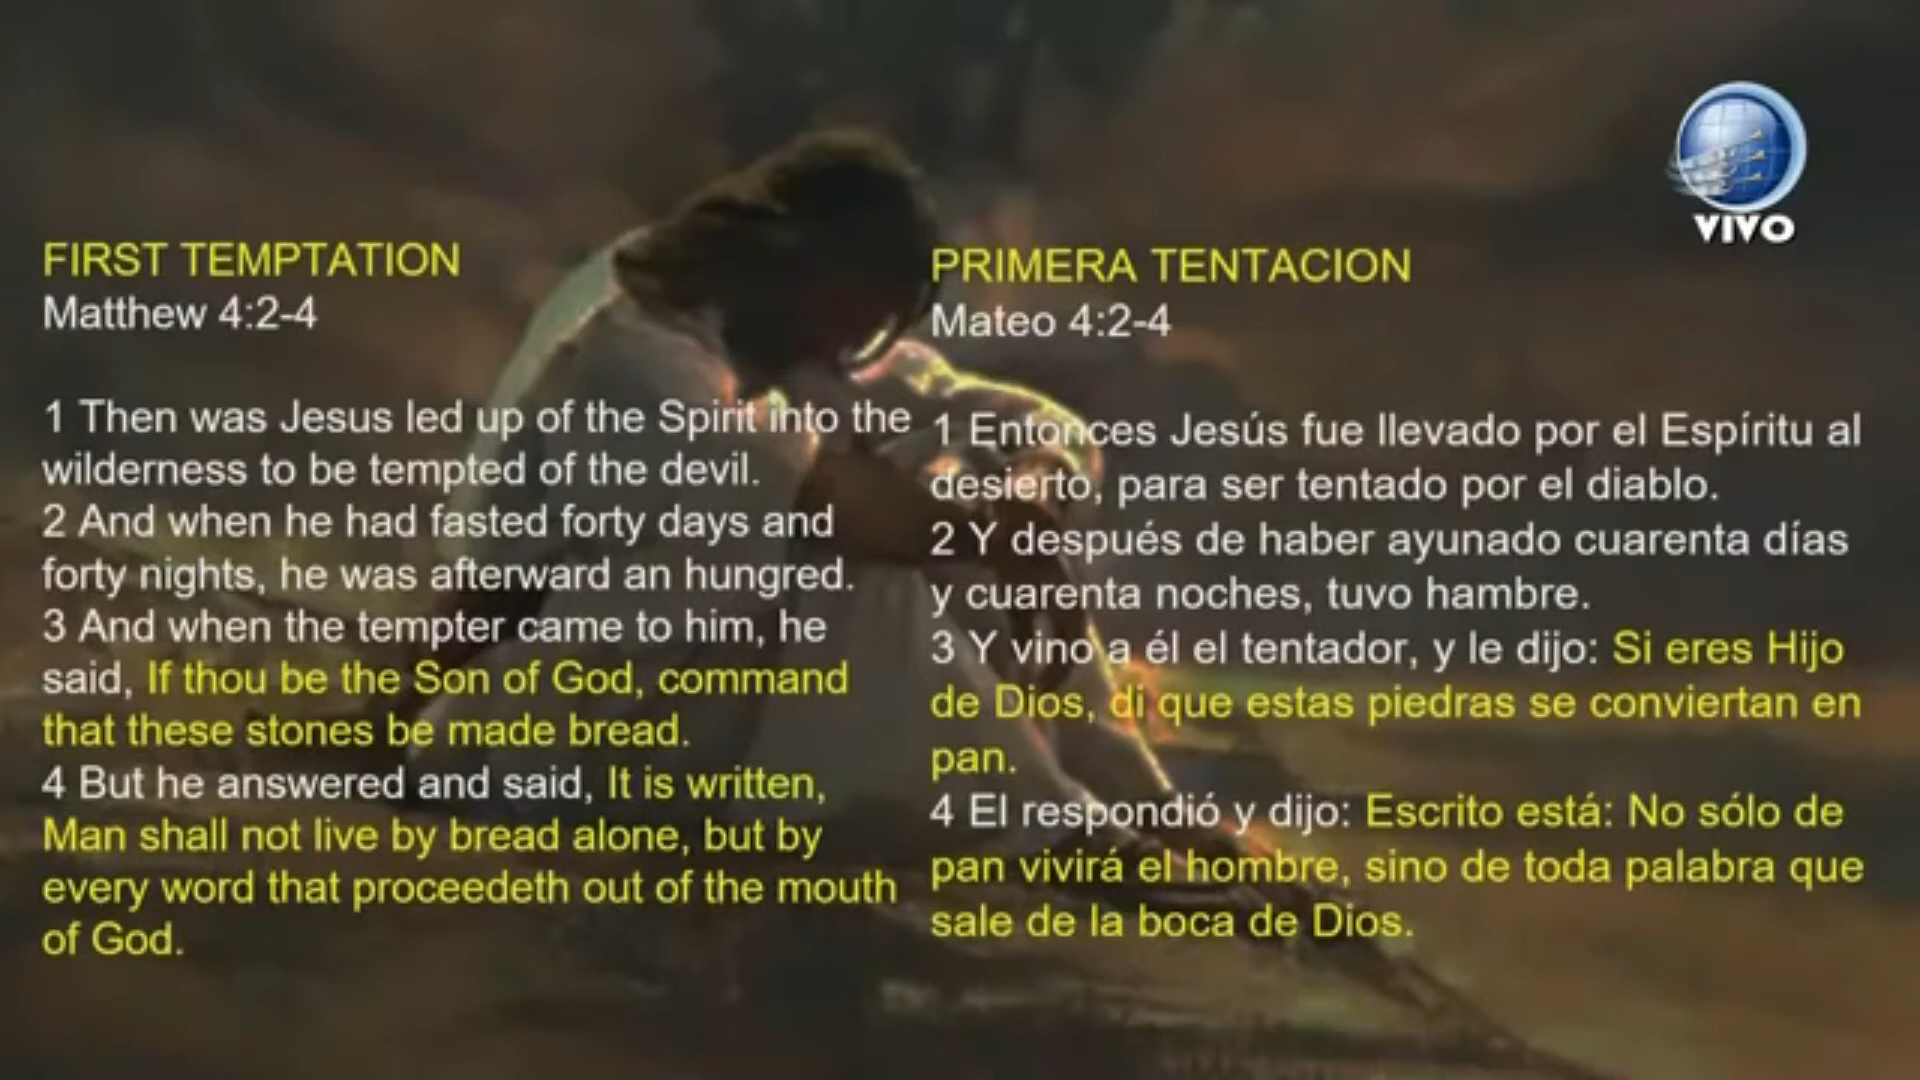 FIRST TEMPTATION
Matthew 4:2-4
1 Then was Jesus led up of the Spirit into the
wilderness to be tempted of the devil.
2 And when he had fasted forty days and
forty nights, he was afterward an hungred.
3 And when the tempter came to him, he
said, If thou be the Son of God, command
that these stones be made bread.
4 But he answered and said, It is written,
Man shall not live by bread alone, but by
every word that proceedeth out of the mouth
of God.
PRIMERA TENTACION
Mateo 4:2-4
1 Entonces Jesús fue llevado por el Espíritu al
desierto, para ser tentado por el diablo.
2 Y después de haber ayunado cuarenta días
y cuarenta noches, tuvo hambre.
3 Y vino a él el tentador, y le dijo: Si eres Hijo
de Dios, di que estas piedras se conviertan en
pan.
4 El respondió y dijo: Escrito está: No sólo de
pan vivirá el hombre, sino de toda palabra que
sale de la boca de Dios.
VIVO